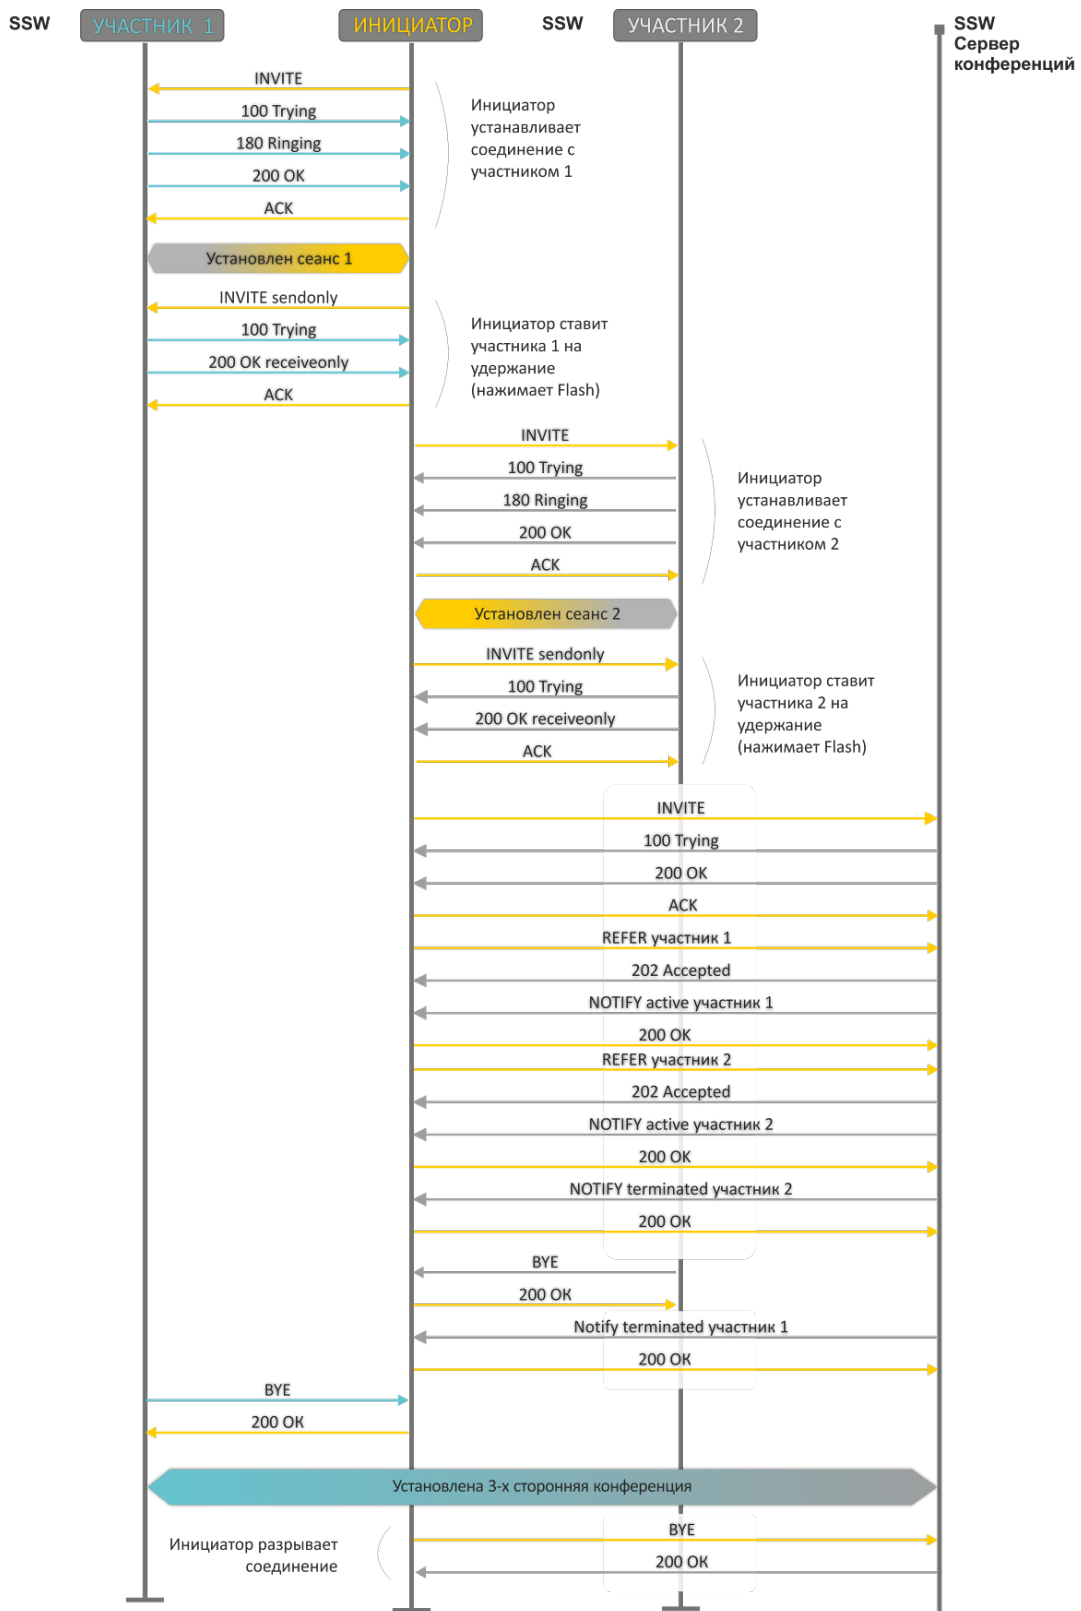 SSW
УЧАСТНИК 1
ИНИЦИАТОР
SSW
УЧАСТНИК 2
SSW
Сервер
конференций
INVITE
100 Trying
180 Ringing
200 OK
ACK
Инициатор
устанавливает
соединение с
участником 1
Установлен сеанс 1
INVITE sendonly
100 Trying
200 OK receiveonly
ACK
Инициатор ставит
участника 1 на
удержание
(нажимает Flash)
INVITE
100 Trying
180 Ringing
200 OK
ACK
Инициатор
устанавливает
соединение с
участником 2
Установлен сеанс 2
INVITE sendonly
100 Trying
200 OK receiveonly
ACK
Инициатор ставит
участника 2 на
удержание
(нажимает Flash)
INVITE
100 Trying
200 OK
ACK
REFER участник 1
202 Accepted
NOTIFY active участник 1
200 OK
REFER участник 2
202 Accepted
NOTIFY active участник 2
200 OK
NOTIFY terminated участник 2
200 OK
BYE
200 OK
Notify terminated участник 1
200 OK
BYE
200 OK
Установлена 3-х сторонняя конференция
Инициатор разрывает
соединение
BYE
200 OK